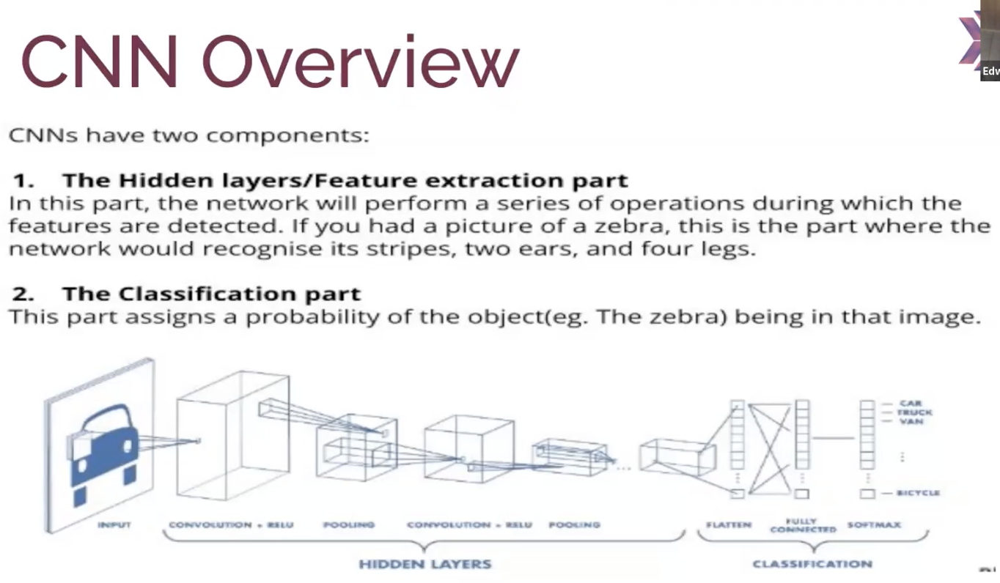 CNN Overview
Edw
CNNs have two components:
1. The Hidden layers/Feature extraction part
In this part, the network will perform a series of operations during which the
features are detected. If you had a picture of a zebra, this is the part where the
network would recognise its stripes, two ears, and four legs.
2. The Classification part
This part assigns a probability of the object(eg. The zebra) being in that image.
CAR
TRUCK
VAN
BICYCLE
INPUT CONVOLUTION + RELU POOLING CONVOLUTION + RELU POOLING FLATTEN FULLY CONNECTED SOFTMAX
HIDDEN LAYERS CLASSIFICATION